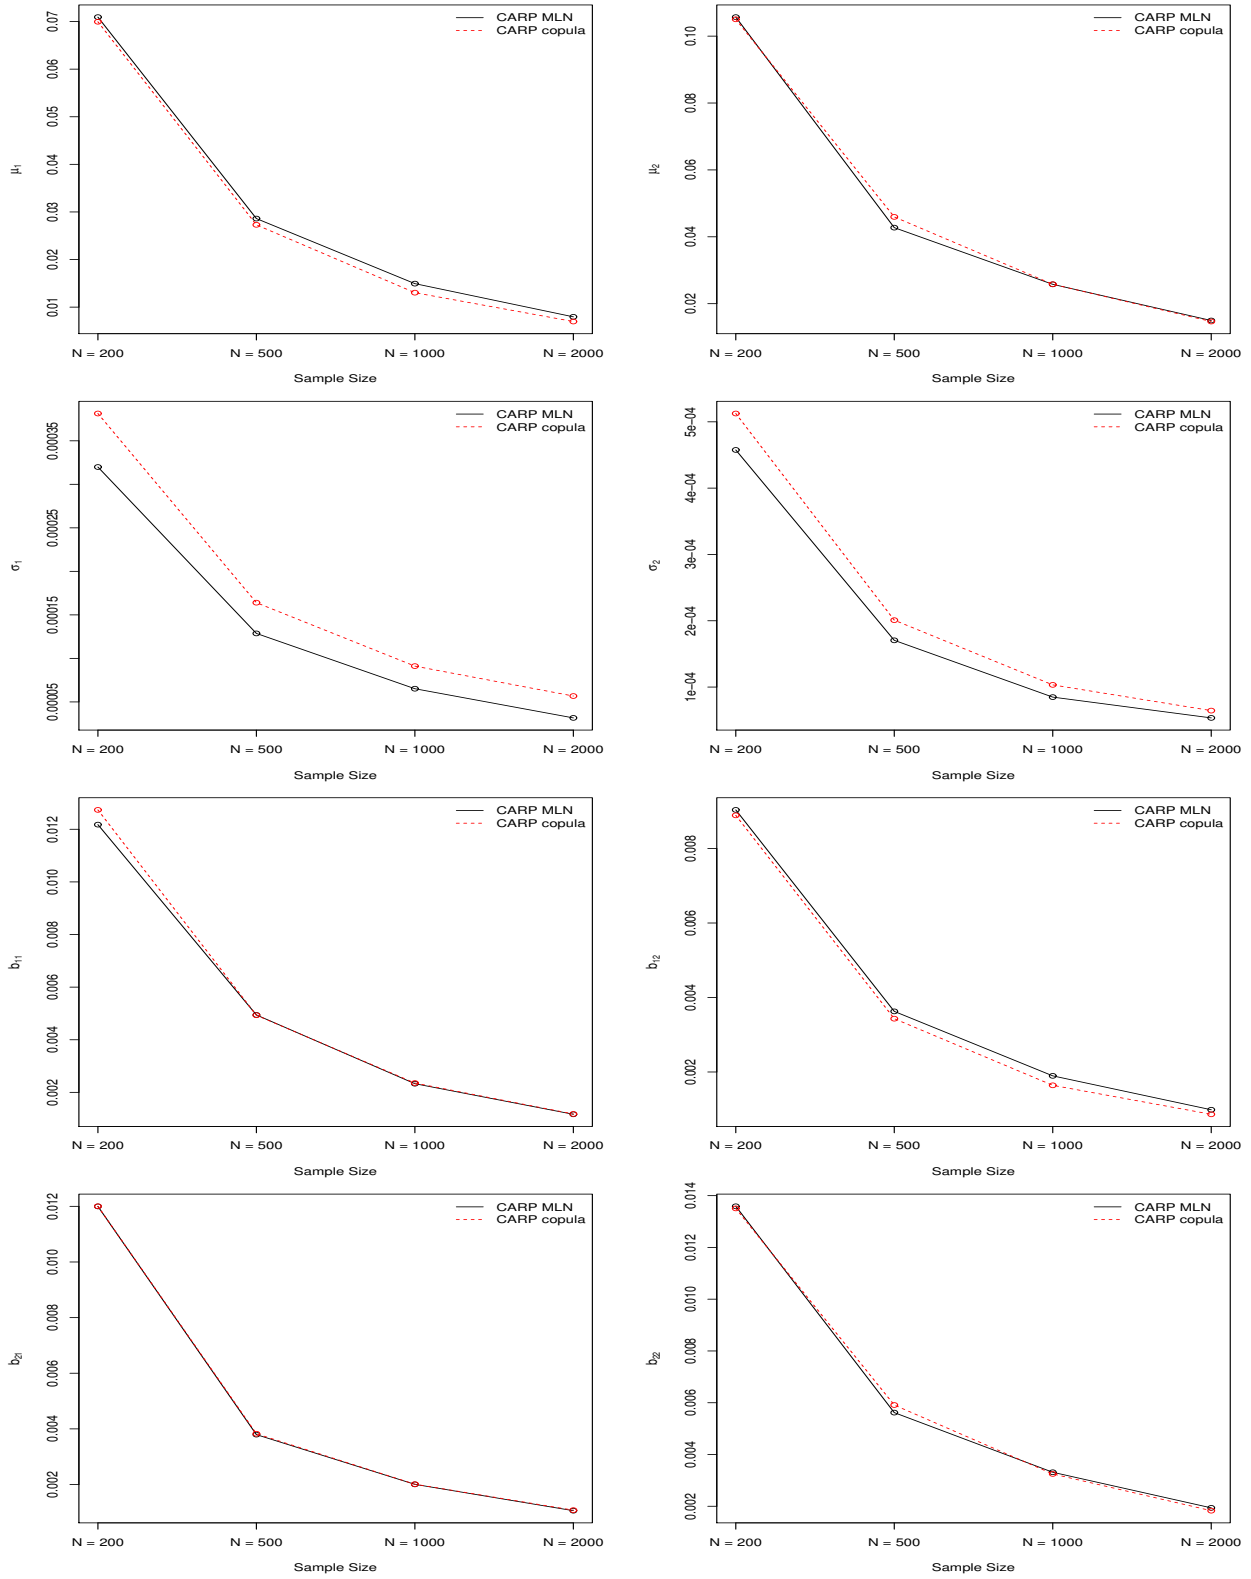 CARP MLN
CARP copula
0.07
0.06
0.05
0.04
0.03
0.02
0.01
μ1
N = 200 N = 500 N = 1000 N = 2000
Sample Size
CARP MLN
CARP copula
0.10
0.08
0.06
0.04
0.02
μ2
N = 200 N = 500 N = 1000 N = 2000
Sample Size
CARP MLN
CARP copula
0.00035
0.00025
0.00015
0.00005
σ1
N = 200 N = 500 N = 1000 N = 2000
Sample Size
CARP MLN
CARP copula
5e−04
4e−04
3e−04
2e−04
1e−04
σ2
N = 200 N = 500 N = 1000 N = 2000
Sample Size
CARP MLN
CARP copula
0.012
0.010
0.008
0.006
0.004
0.002
b11
N = 200 N = 500 N = 1000 N = 2000
Sample Size
CARP MLN
CARP copula
0.008
0.006
0.004
0.002
b12
N = 200 N = 500 N = 1000 N = 2000
Sample Size
CARP MLN
CARP copula
0.012
0.010
0.008
0.006
0.004
0.002
b21
N = 200 N = 500 N = 1000 N = 2000
Sample Size
CARP MLN
CARP copula
0.014
0.012
0.010
0.008
0.006
0.004
0.002
b22
N = 200 N = 500 N = 1000 N = 2000
Sample Size